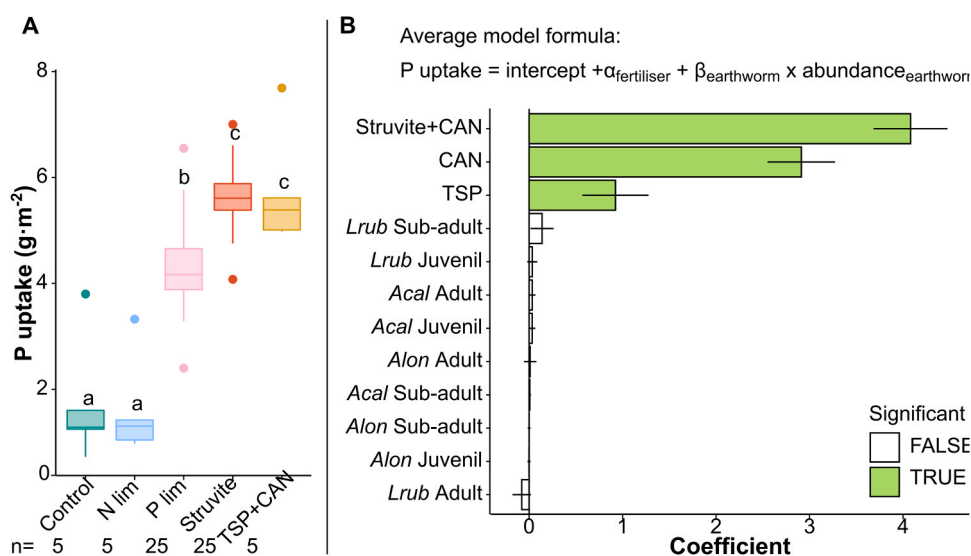 A
8
6
4
2
0
P uptake (g·m⁻²)
a
a
b
c
c
Control
N lim
P lim
Struvite
TSP+CAN
n= 5 5 25 25 5
B
Average model formula:
P uptake = intercept +αfertiliser + βearthworm x abundanceearthworm
Struvite+CAN
CAN
TSP
Lrub Sub-adult
Lrub Juvenil
Acal Adult
Acal Juvenil
Alon Adult
Acal Sub-adult
Alon Sub-adult
Alon Juvenil
Lrub Adult
Significant
FALSE
TRUE
0 1 2 3 4
Coefficient